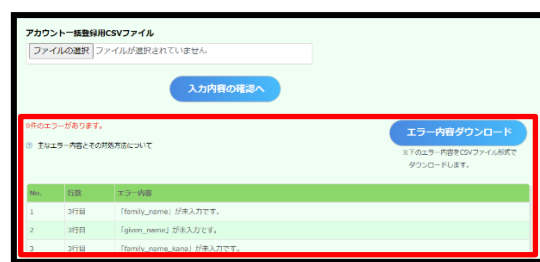 アカウント一括登録用CSVファイル
ファイルの選択 ファイルが選択されていません
入力内容の確認へ
9件のエラーがあります。
エラー内容ダウンロード
② 主なエラー内容とその対処方法について
※下のエラー内容をCSVファイル形式で
ダウンロードします。
No. 行数 エラー内容
1 3行目 「family_name」が未入力です。
2 3行目 「given_name」が未入力です。
3 3行目 「family_name_kana」が未入力です。